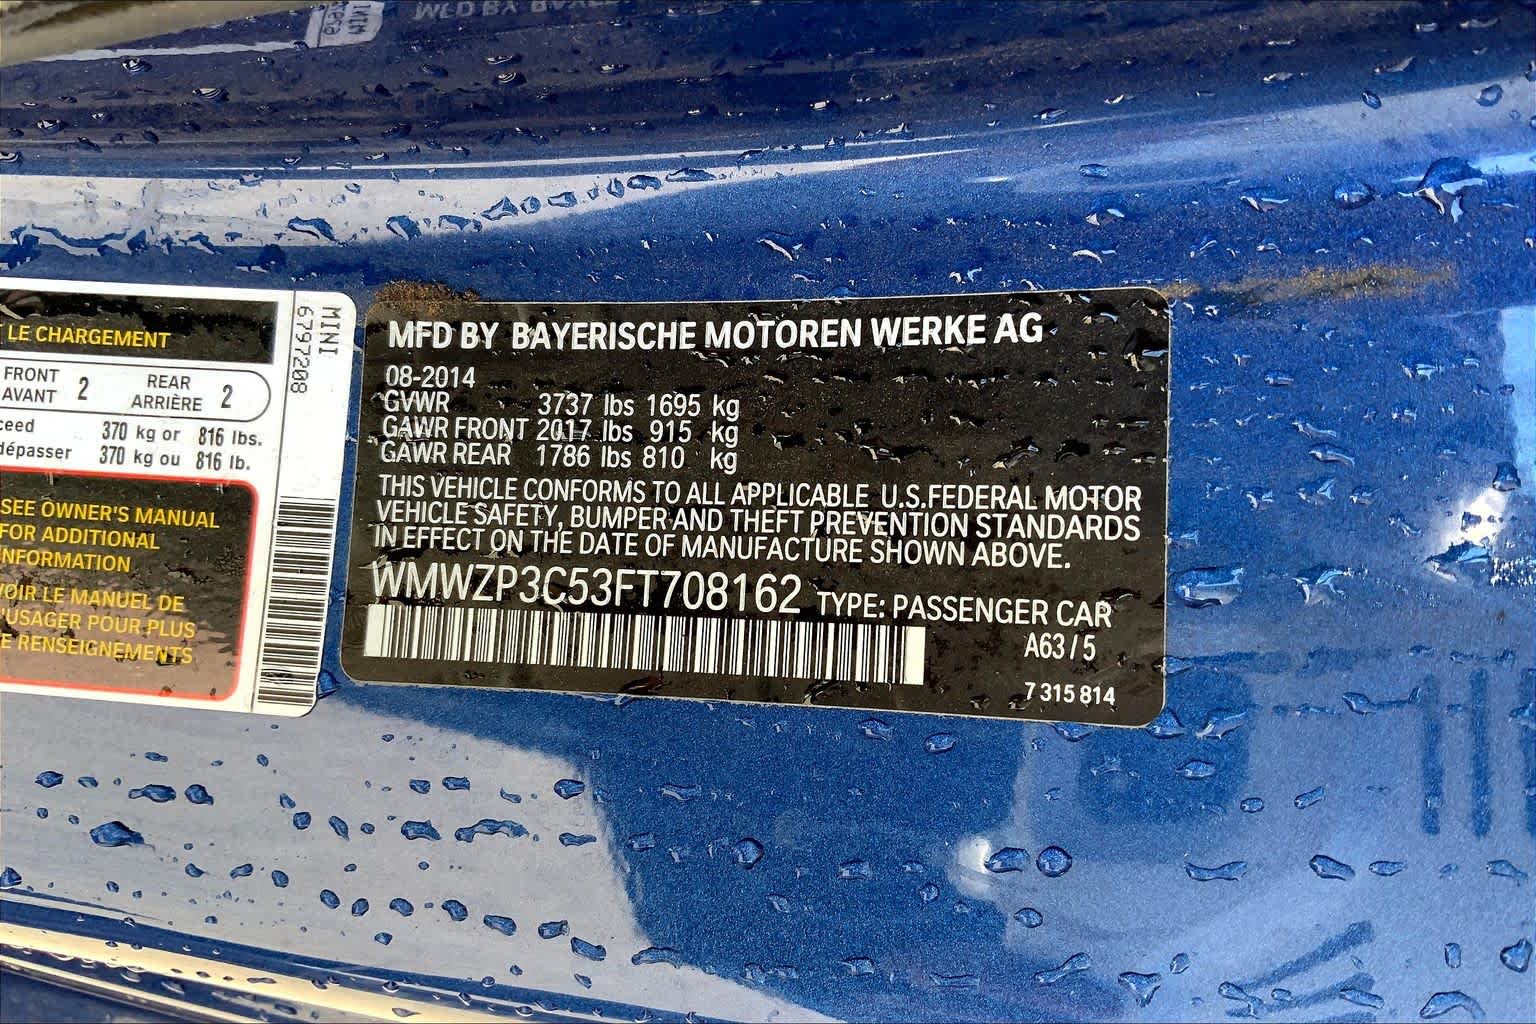 LE CHARGEMENT
FRONT AVANT 2 REAR ARRIÈRE 2
ceed 370 kg or 816 lbs.
dépasser 370 kg ou 816 lb.
SEE OWNER'S MANUAL
FOR ADDITIONAL
INFORMATION
VOIR LE MANUEL DE
L'USAGER POUR PLUS
DE RENSEIGNEMENTS
MINI
6797208
MFD BY BAYERISCHE MOTOREN WERKE AG
08-2014
GVWR 3737 lbs 1695 kg
GAWR FRONT 2017 lbs 915 kg
GAWR REAR 1786 lbs 810 kg
THIS VEHICLE CONFORMS TO ALL APPLICABLE U.S.FEDERAL MOTOR
VEHICLE SAFETY, BUMPER AND THEFT PREVENTION STANDARDS
IN EFFECT ON THE DATE OF MANUFACTURE SHOWN ABOVE.
WMWZP3C53FT708162 TYPE: PASSENGER CAR
A63/5
7 315 814